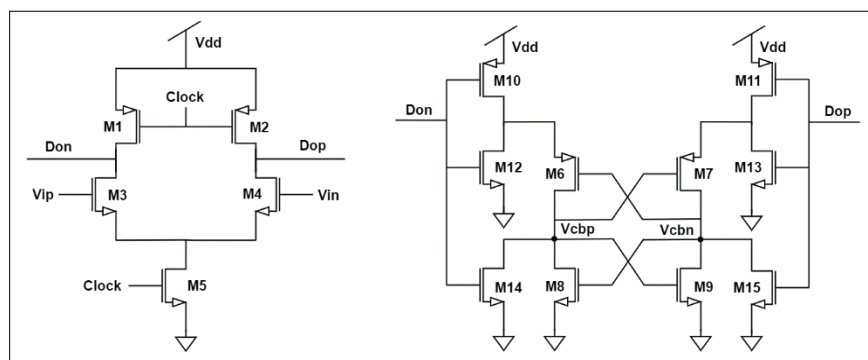 Vdd
Clock
M1
M2
Don
Dop
Vip
M3
M4
Vin
Clock
M5
Vdd
Vdd
M10
M11
Don
Dop
M12
M6
M7
M13
Vcbp
Vcbn
M14
M8
M9
M15